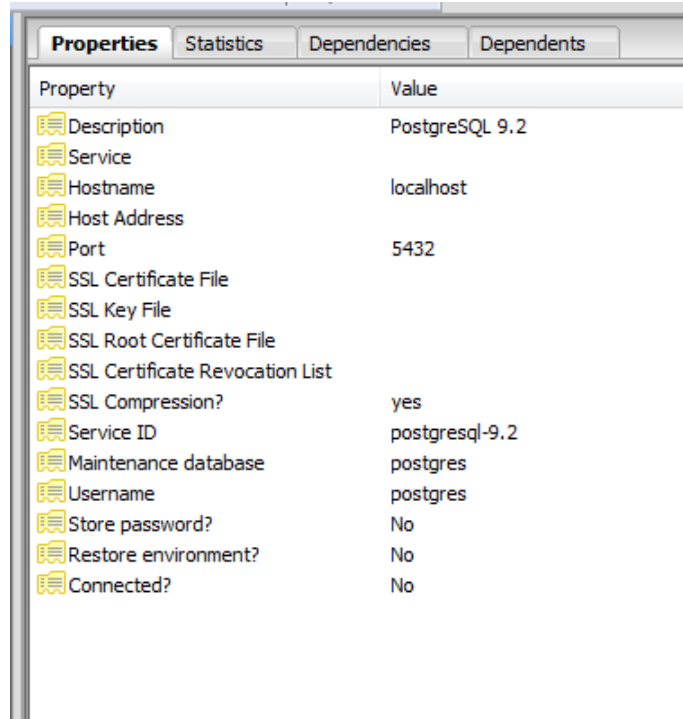 Properties Statistics Dependencies Dependents
Property Value
Description PostgreSQL 9.2
Service
Hostname localhost
Host Address
Port 5432
SSL Certificate File
SSL Key File
SSL Root Certificate File
SSL Certificate Revocation List
SSL Compression? yes
Service ID postgresql-9.2
Maintenance database postgres
Username postgres
Store password? No
Restore environment? No
Connected? No